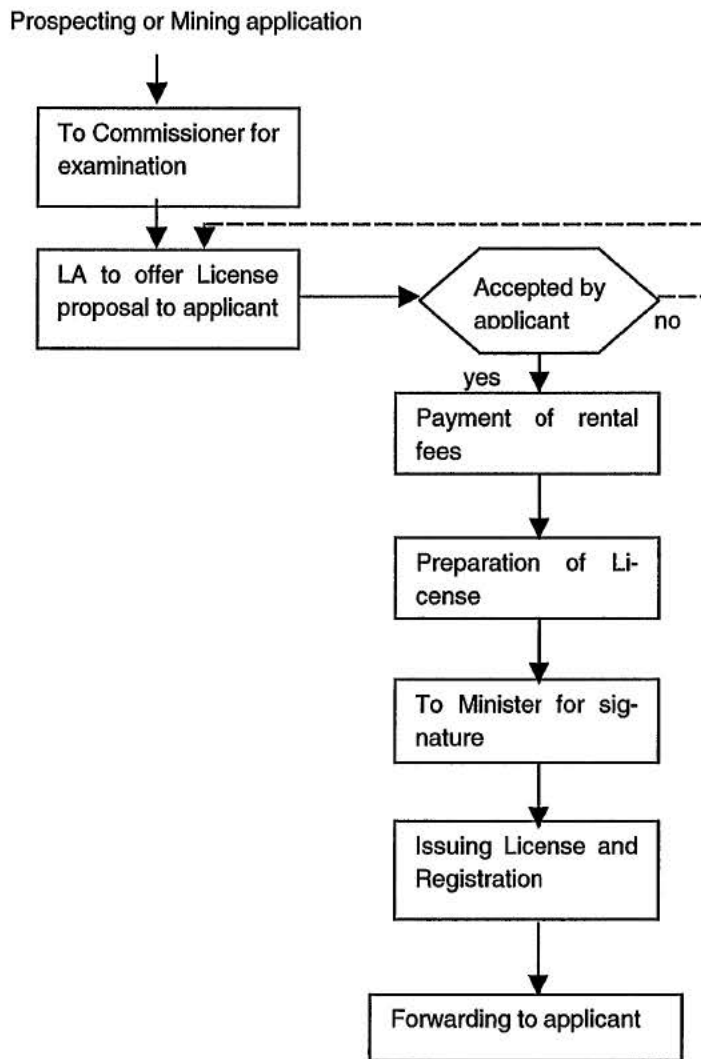 Prospecting or Mining application
To Commissioner for
examination
LA to offer License
proposal to applicant
Accepted by
applicant
no
yes
Payment of rental
fees
Preparation of Li-
cense
To Minister for sig-
nature
Issuing License and
Registration
Forwarding to applicant